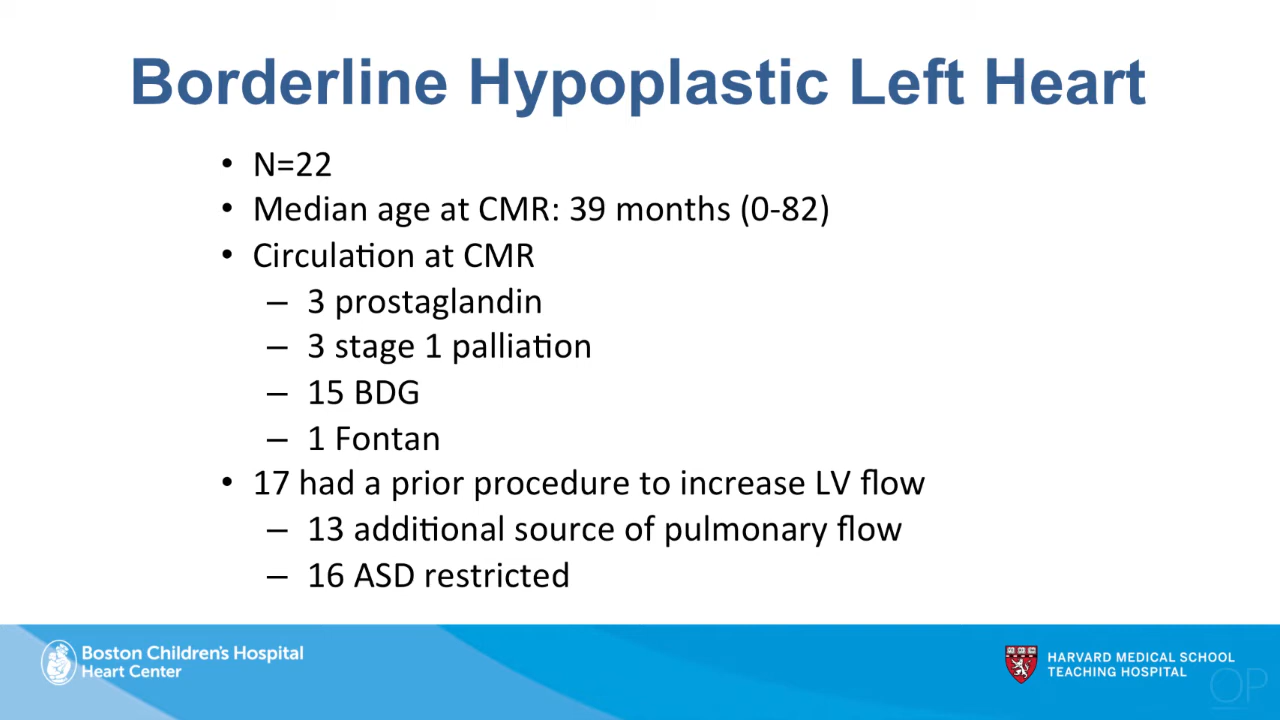 Borderline Hypoplastic Left Heart
• N=22
• Median age at CMR: 39 months (0-82)
• Circulation at CMR
– 3 prostaglandin
– 3 stage 1 palliation
– 15 BDG
– 1 Fontan
• 17 had a prior procedure to increase LV flow
– 13 additional source of pulmonary flow
– 16 ASD restricted
Boston Children's Hospital
Heart Center
HARVARD MEDICAL SCHOOL
TEACHING HOSPITAL
OP